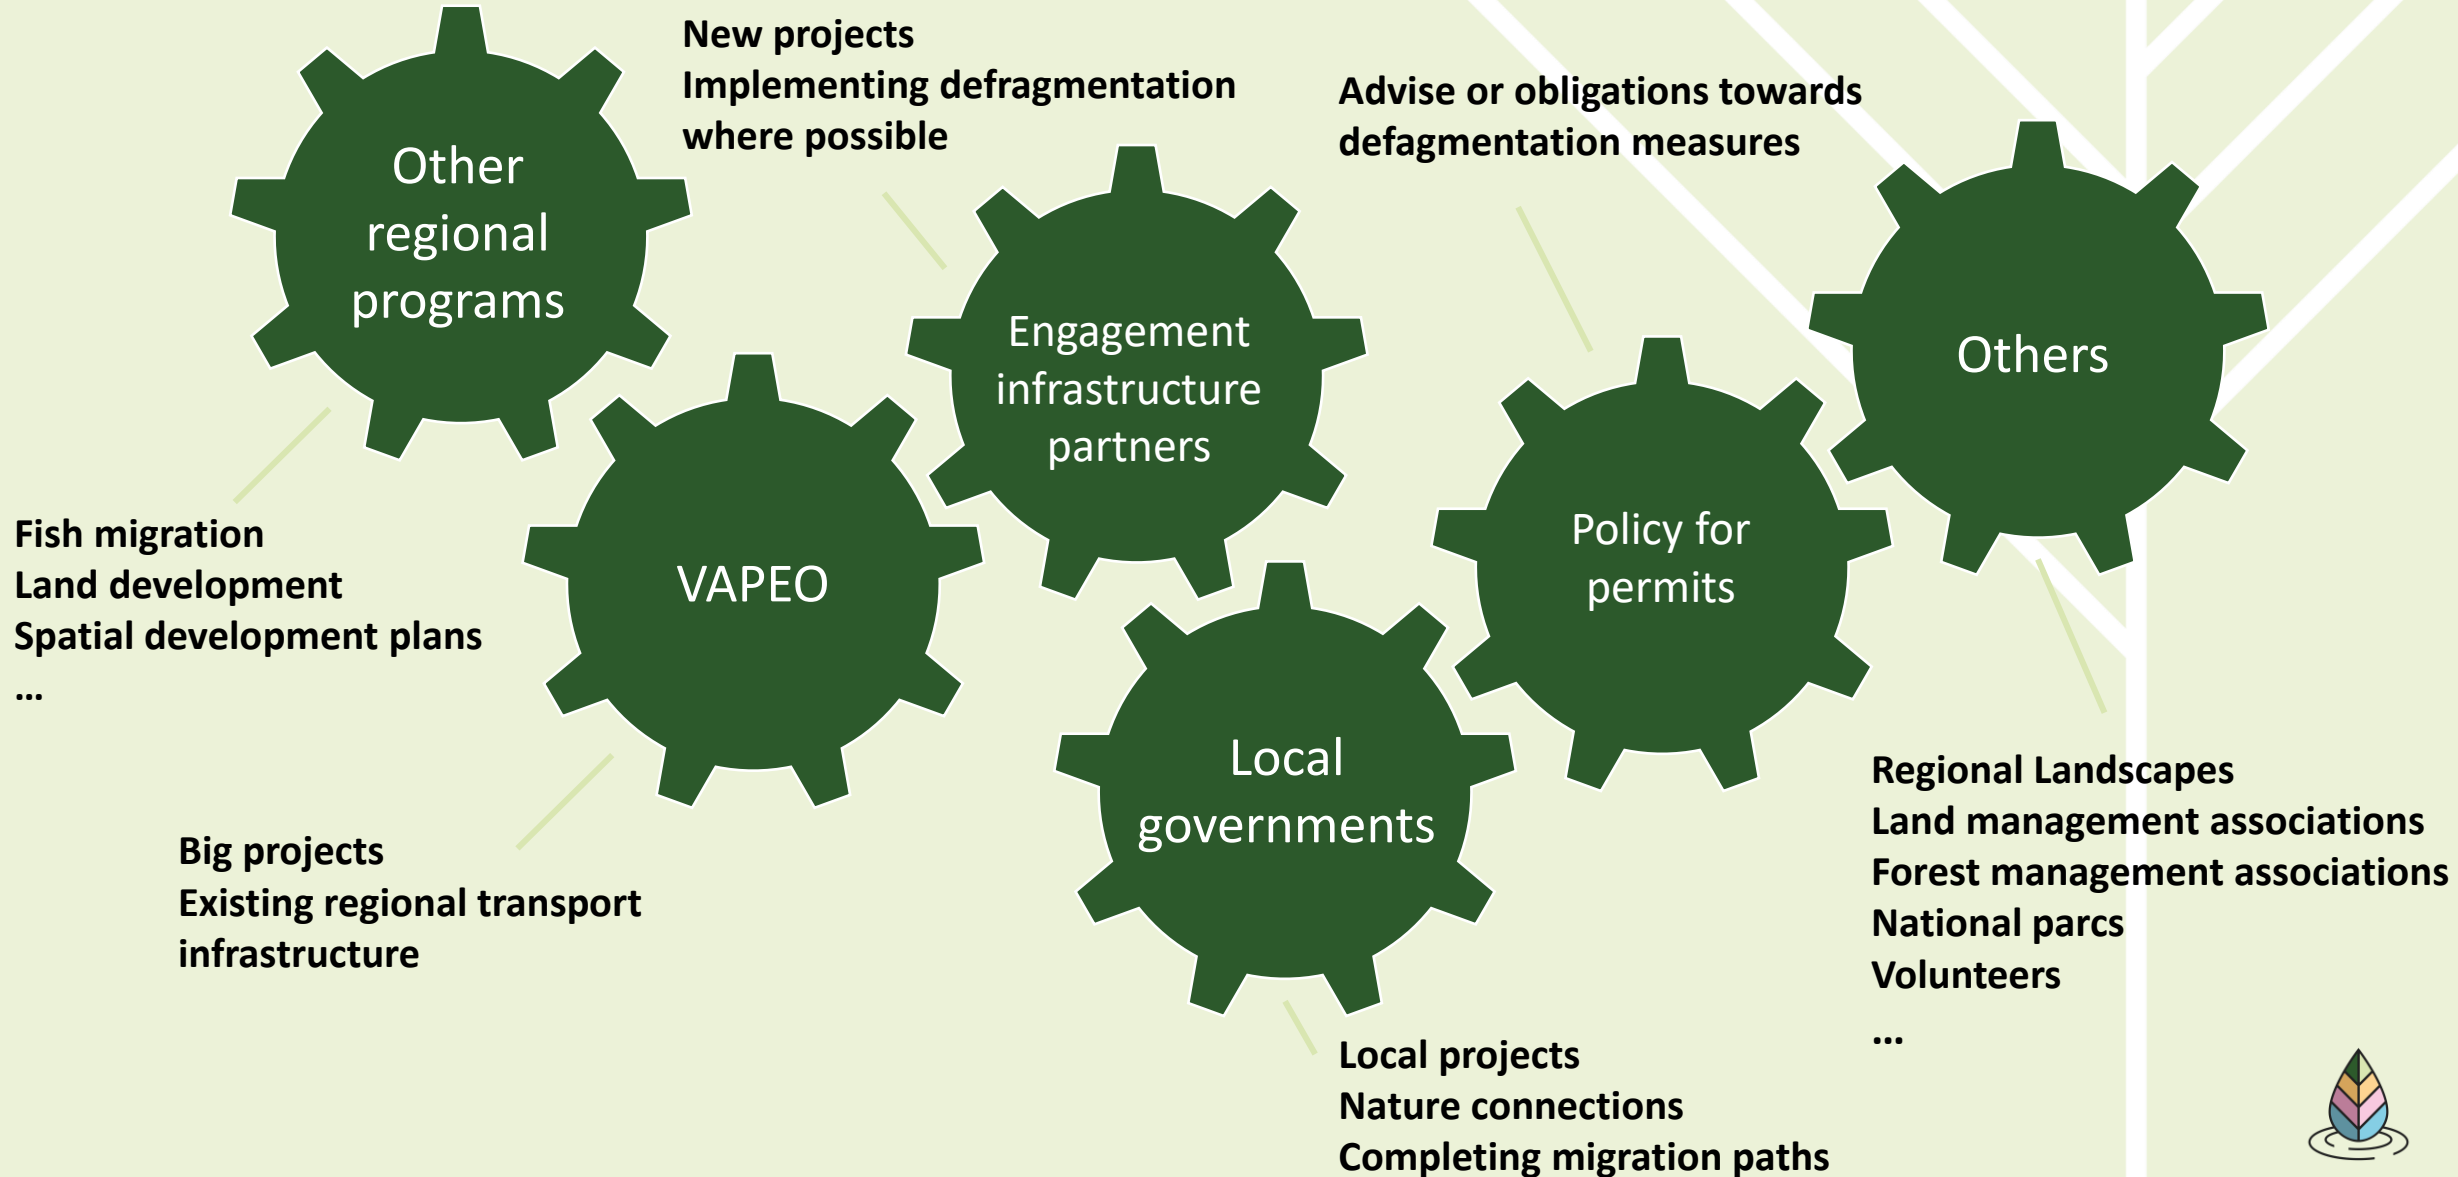 Other
regional
programs
New projects
Implementing defragmentation
where possible
Advise or obligations towards
defagmentation measures
Engagement
infrastructure
partners
Others
Fish migration
Land development
Spatial development plans
...
VAPEO
Policy for
permits
Local
governments
Big projects
Existing regional transport
infrastructure
Regional Landscapes
Land management associations
Forest management associations
National parcs
Volunteers
...
Local projects
Nature connections
Completing migration paths